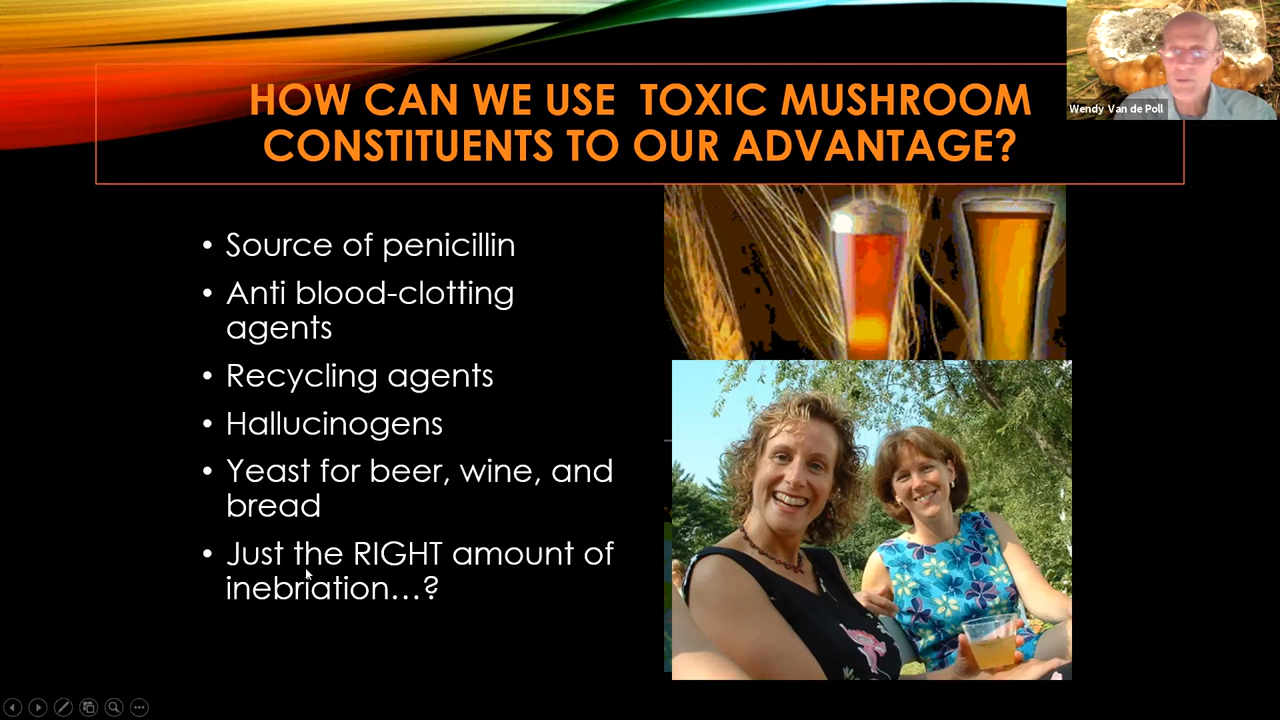 HOW CAN WE USE  TOXIC MUSHROOM
CONSTITUENTS TO OUR ADVANTAGE?
Wendy Van de Poll
• Source of penicillin
• Anti blood-clotting
agents
• Recycling agents
• Hallucinogens
• Yeast for beer, wine, and
bread
• Just the RIGHT amount of
inebriation…?